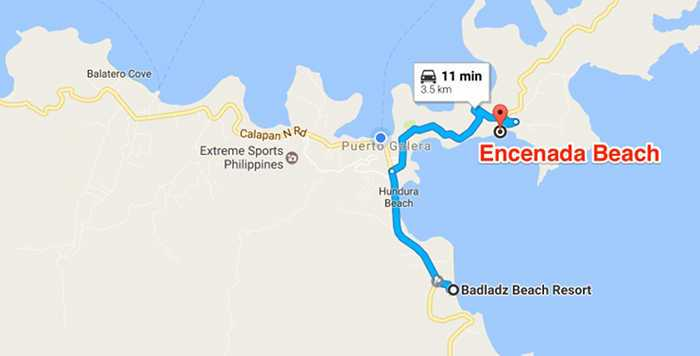 Balatero Cove
11 min
3.5 km
Calapan N Rd
Puerto Galera
Extreme Sports
Philippines
Encenada Beach
Hundura
Beach
Badladz Beach Resort